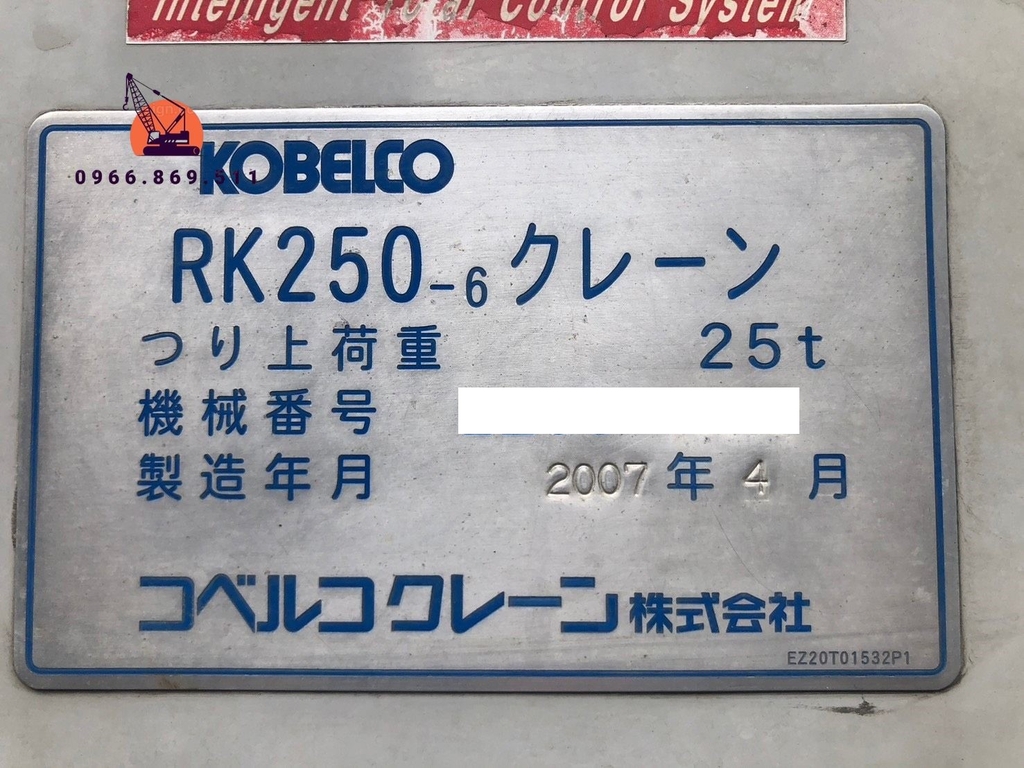 Intelligent Total Control System
0966.869.511
KOBELCO
RK250-6 クレーン
つり上荷重 25t
機械番号
製造年月 2007年4月
コベルコクレーン株式会社
EZ20T01532P1